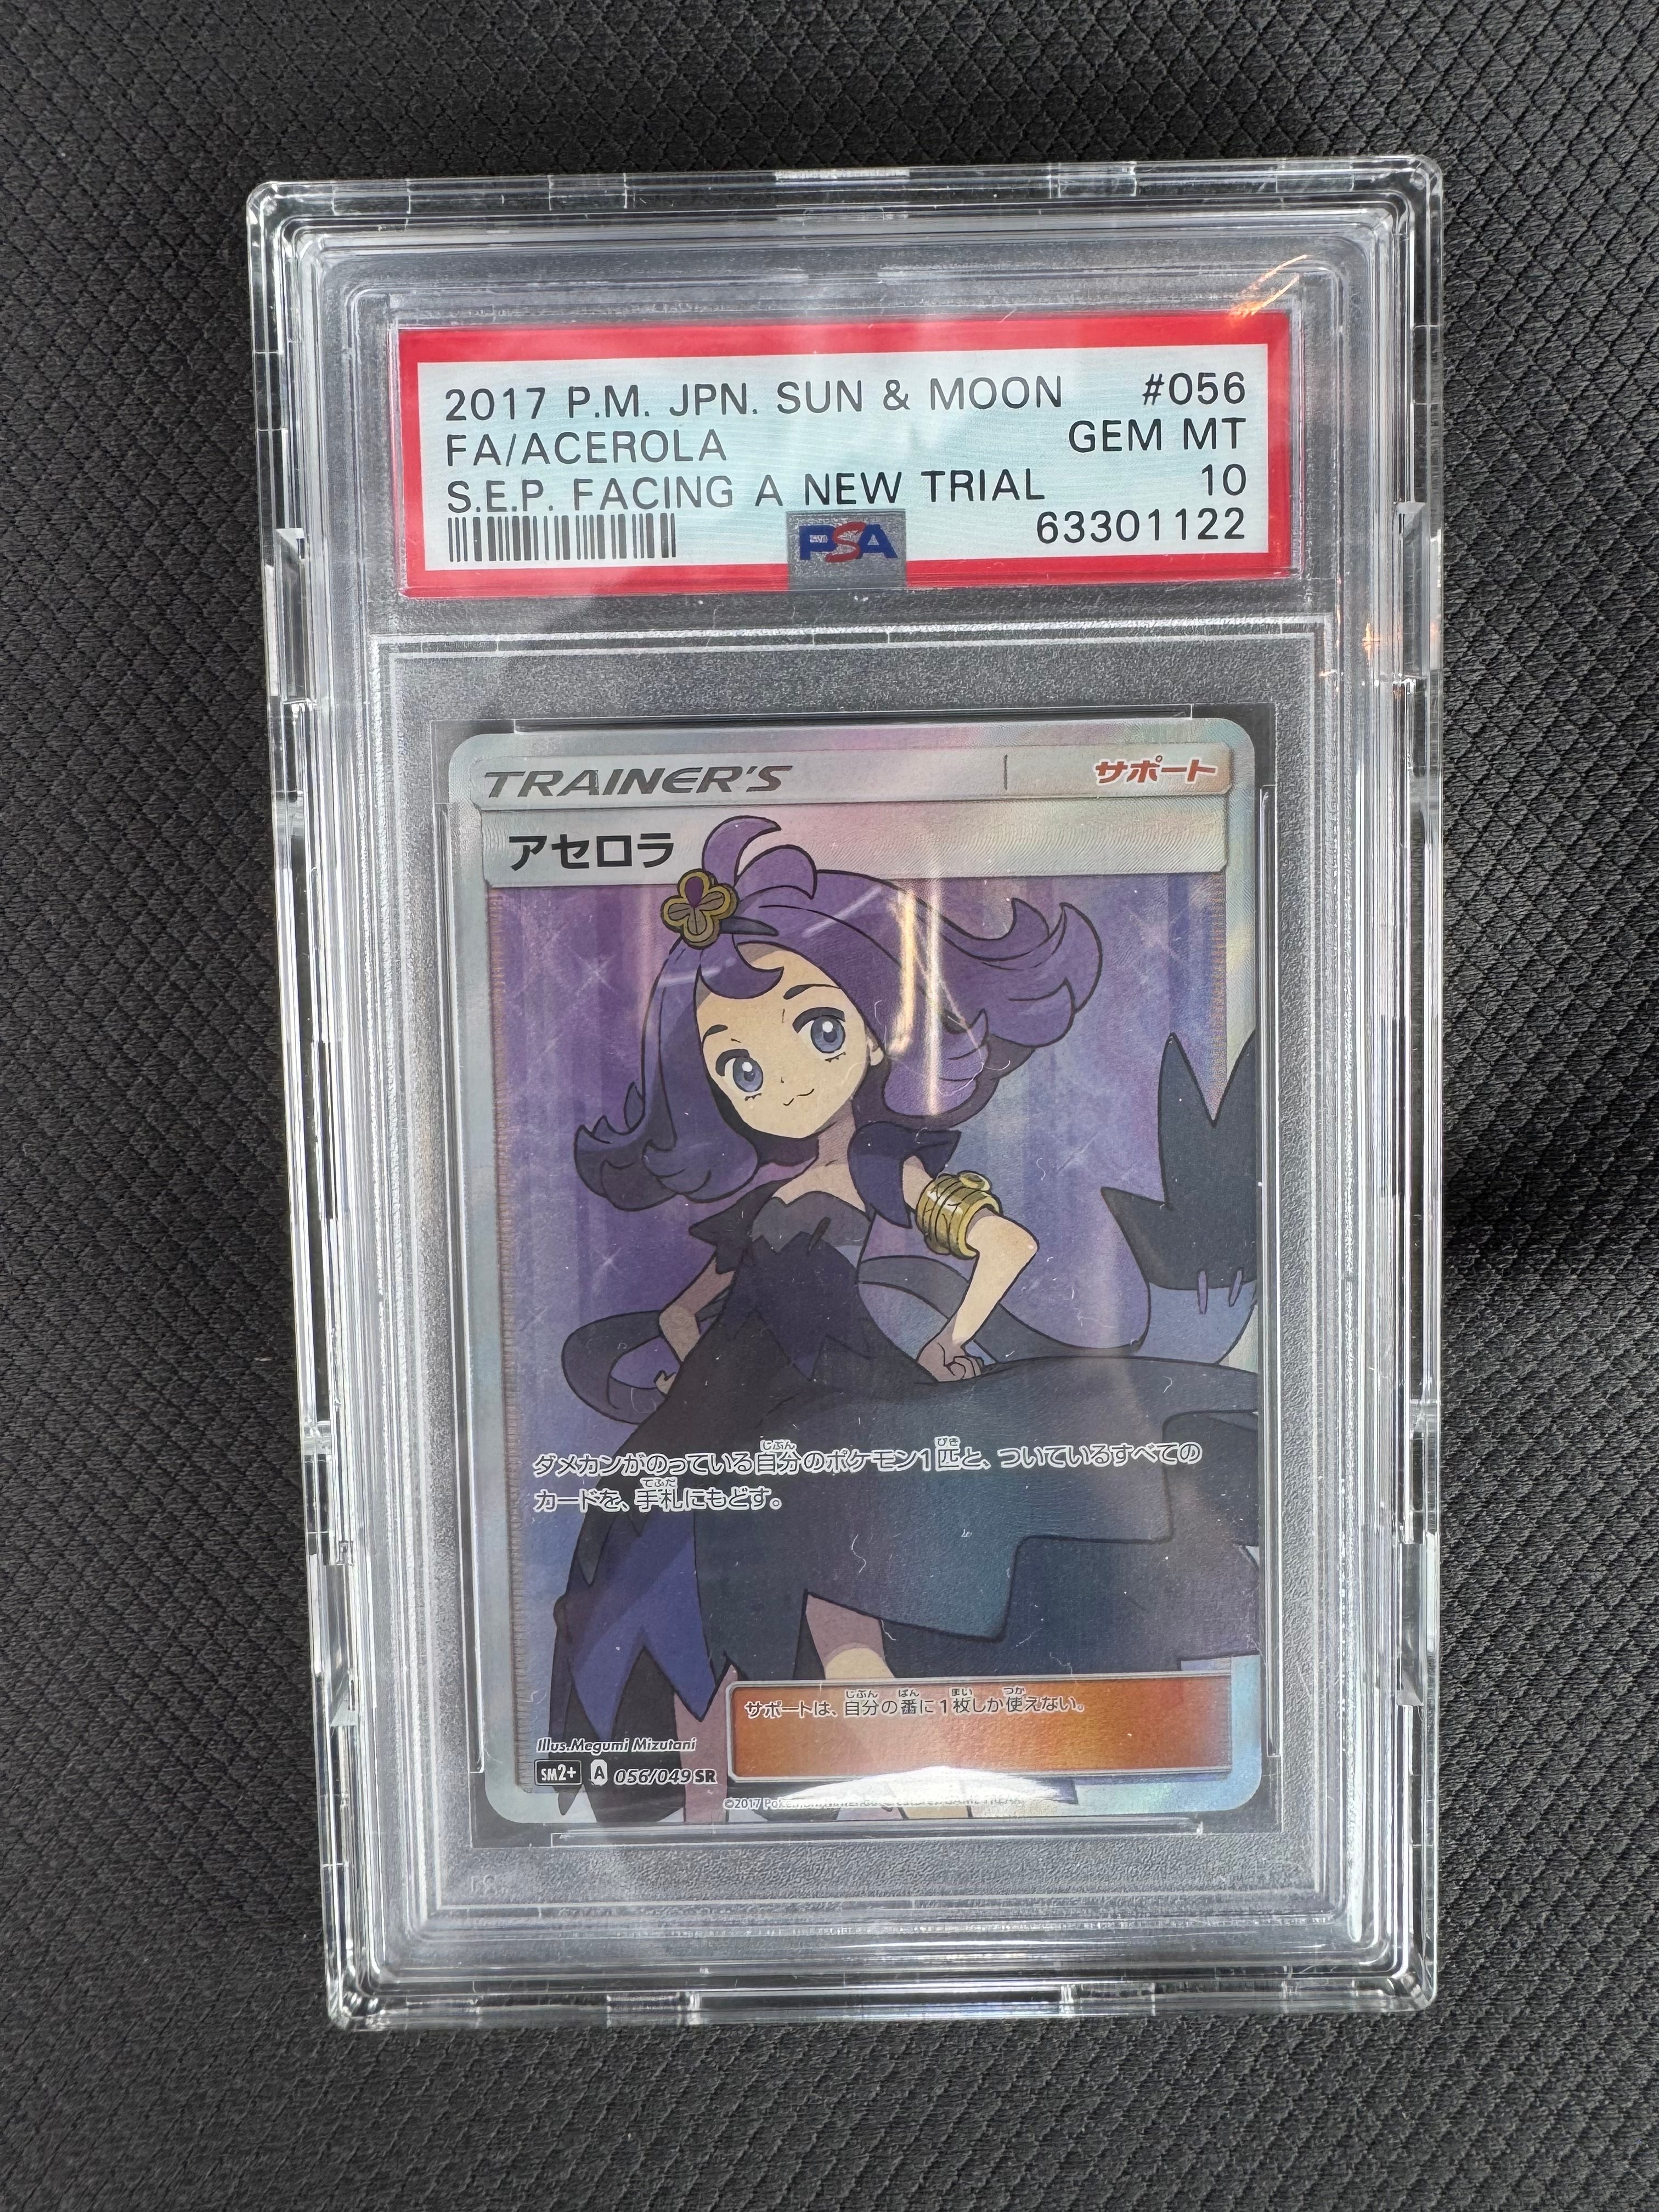 2017 P.M. JPN. SUN & MOON #056
FA/ACEROLA GEM MT
S.E.P. FACING A NEW TRIAL 10
PSA 63301122
TRAINER'S サポート
アセロラ
ダメカンがのっている自分のポケモン1匹と、ついているすべての
カードを、手札にもどす。
サポートは、自分の番に1枚しか使えない。
Illus.Megumi Mizutani
SM2+ A 056/049 SR
©2017 Pokémon